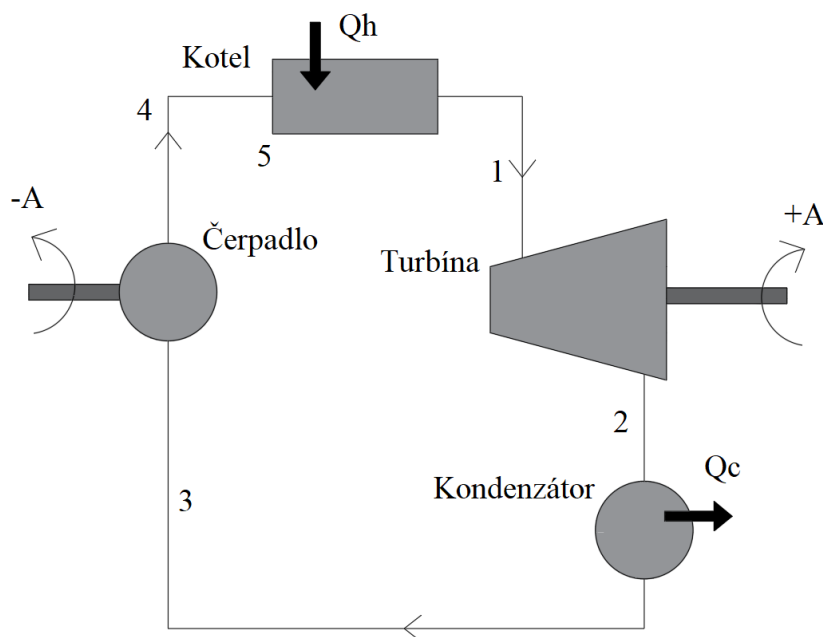 Qh
Kotel
4
5
1
-A
+A
Čerpadlo
Turbína
2
Qc
Kondenzátor
3